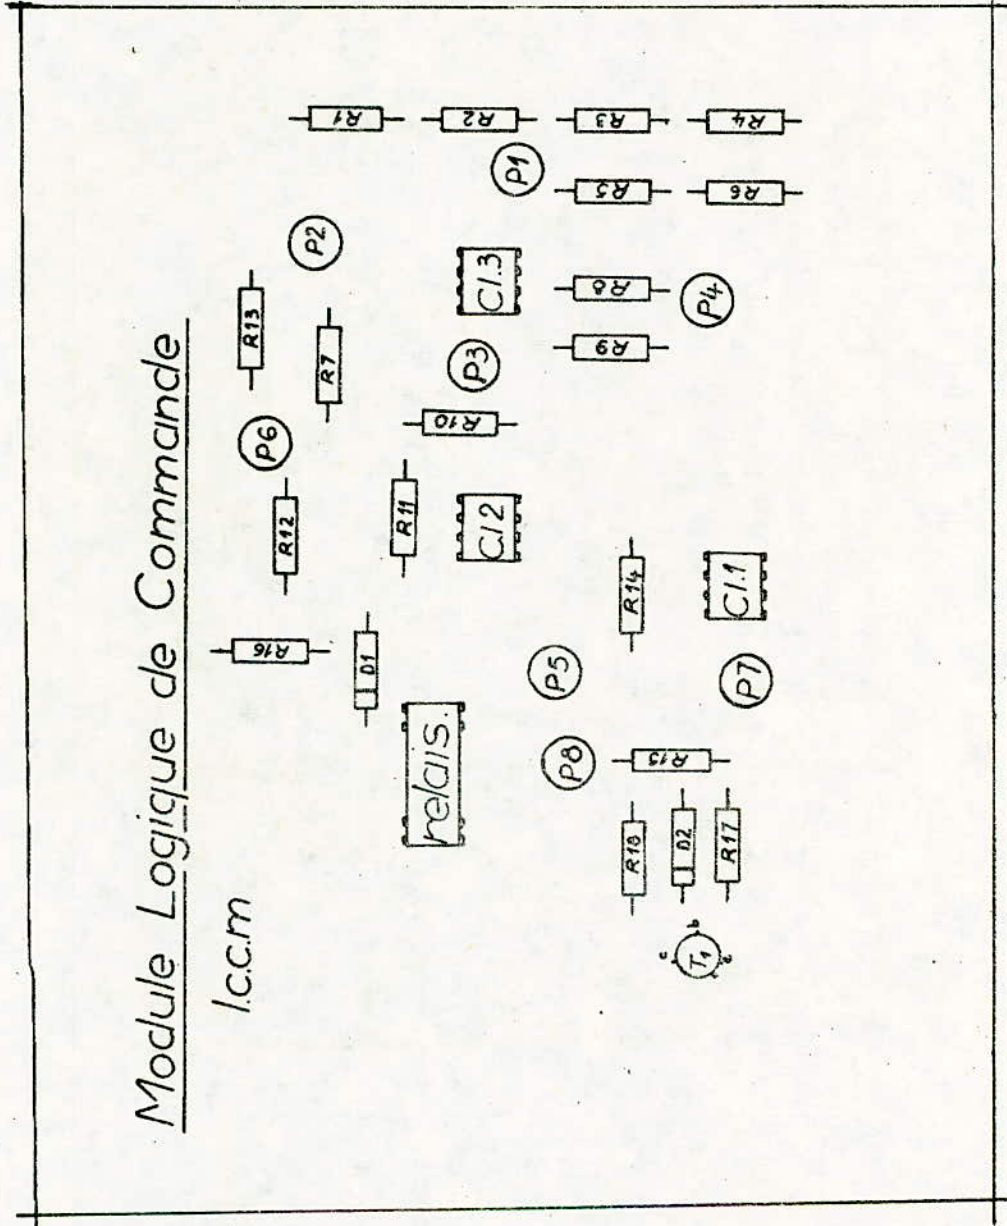 Module Logique de Commande
I.c.c.m
R16
R12
P6
R13
D1
R11
R7
P2
R1
relais.
CI.2
R10
P3
CI.3
R2
P1
P8
P5
R9
R8
R5
R3
R18
R15
R14
D2
R17
c
b
e
T1
P7
CI.1
P4
R6
R4